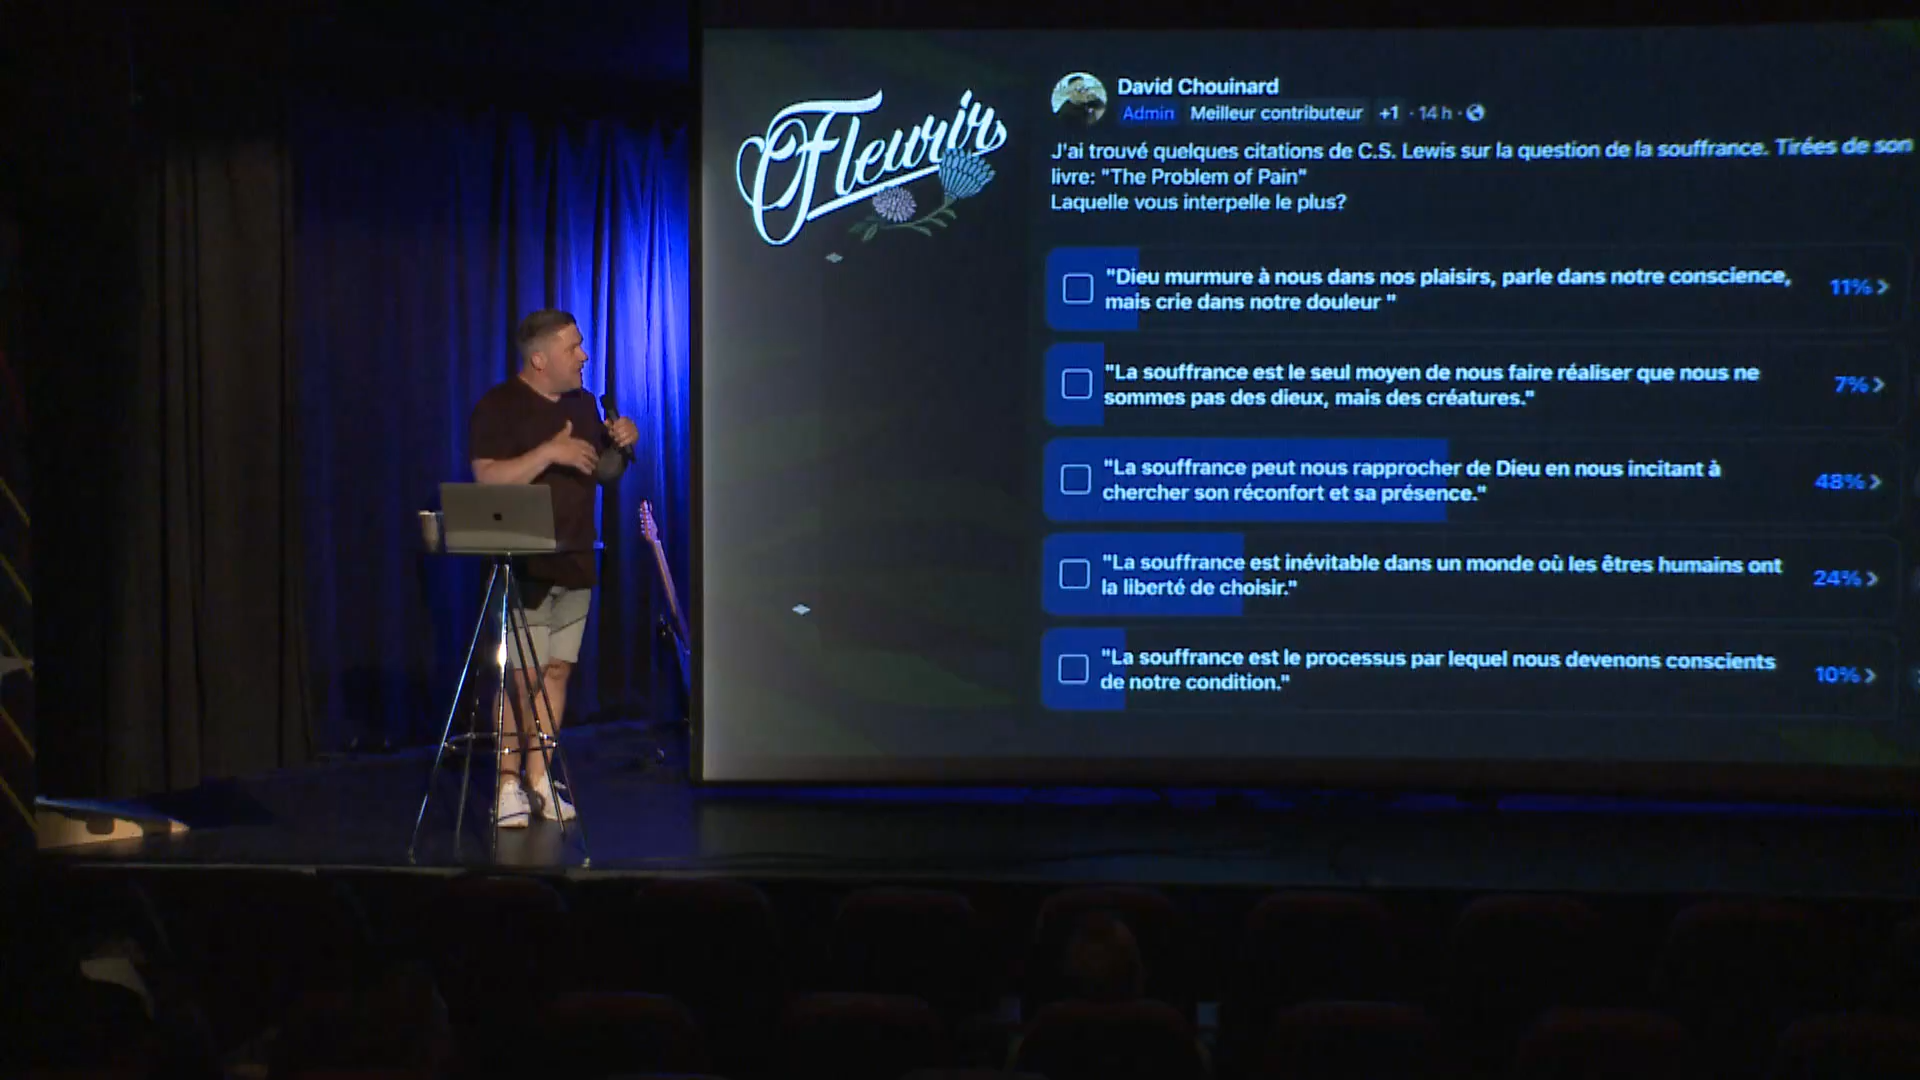 Fleurir
David Chouinard
Admin Meilleur contributeur +1 · 14 h ·
J'ai trouvé quelques citations de C.S. Lewis sur la question de la souffrance. Tirées de son
livre: "The Problem of Pain"
Laquelle vous interpelle le plus?
"Dieu murmure à nous dans nos plaisirs, parle dans notre conscience,
mais crie dans notre douleur "
11%
"La souffrance est le seul moyen de nous faire réaliser que nous ne
sommes pas des dieux, mais des créatures."
7%
"La souffrance peut nous rapprocher de Dieu en nous incitant à
chercher son réconfort et sa présence."
48%
"La souffrance est inévitable dans un monde où les êtres humains ont
la liberté de choisir."
24%
"La souffrance est le processus par lequel nous devenons conscients
de notre condition."
10%